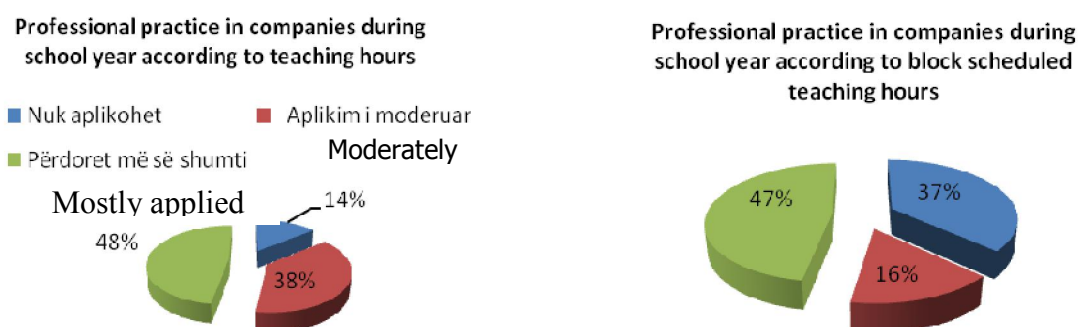 Professional practice in companies during
school year according to teaching hours
Nuk aplikohet
Aplikim i moderuar
Moderately
Përdoret më së shumti
Mostly applied
14%
48%
38%
Professional practice in companies during
school year according to block scheduled
teaching hours
47%
37%
16%